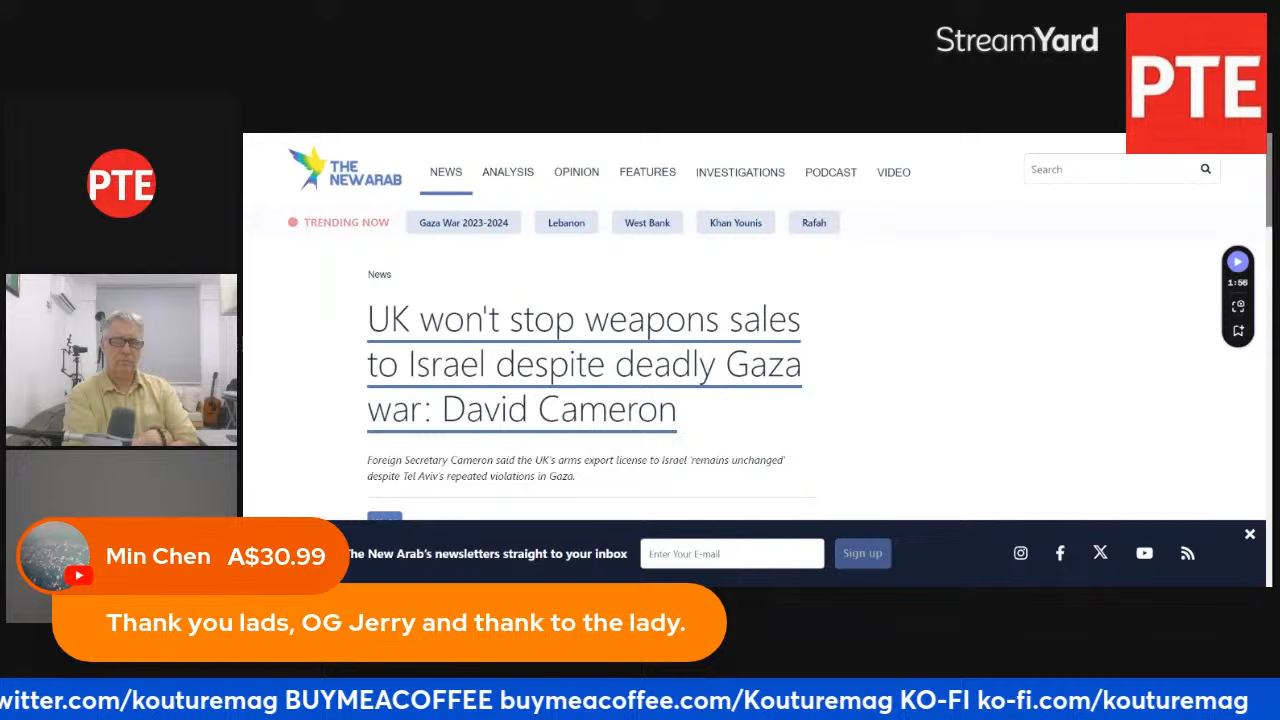 StreamYard
PTE
PTE
THE
NEW ARAB
NEWS ANALYSIS OPINION FEATURES INVESTIGATIONS PODCAST VIDEO
Search
TRENDING NOW Gaza War 2023-2024 Lebanon West Bank Khan Younis Rafah
1:56
News
UK won't stop weapons sales
to Israel despite deadly Gaza
war: David Cameron
Foreign Secretary Cameron said the UK's arms export license to Israel 'remains unchanged'
despite Tel Aviv's repeated violations in Gaza.
The New Arab's newsletters straight to your inbox Enter Your E-mail Sign up
Min Chen A$30.99
Thank you lads, OG Jerry and thank to the lady.
witter.com/kouturemag BUYMEACOFFEE buymeacoffee.com/Kouturemag KO-FI ko-fi.com/kouturemag